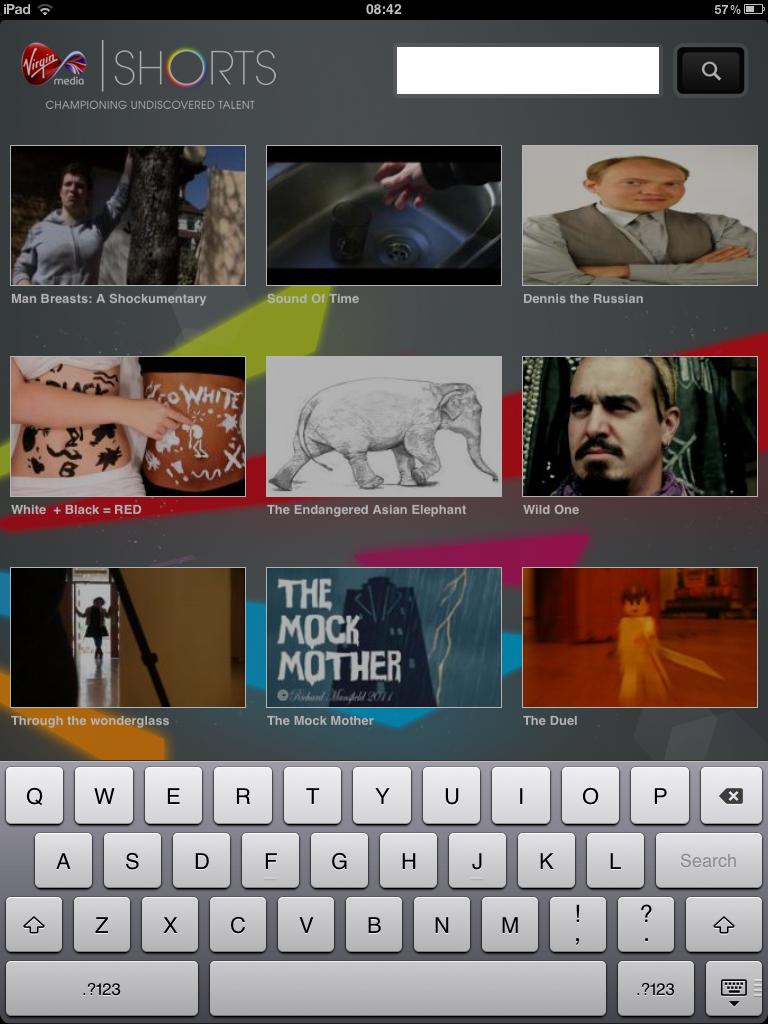 iPad 08:42 57%
Virgin media SHORTS
CHAMPIONING UNDISCOVERED TALENT
Man Breasts: A Shockumentary
Sound Of Time
Dennis the Russian
BLACK
GO WHITE
White + Black = RED
The Endangered Asian Elephant
Wild One
THE
MOCK
MOTHER
© Richard Mansfield 2011
Through the wonderglass
The Mock Mother
The Duel
Q W E R T Y U I O P
A S D F G H J K L Search
Z X C V B N M ! , ? .
.?123 .?123